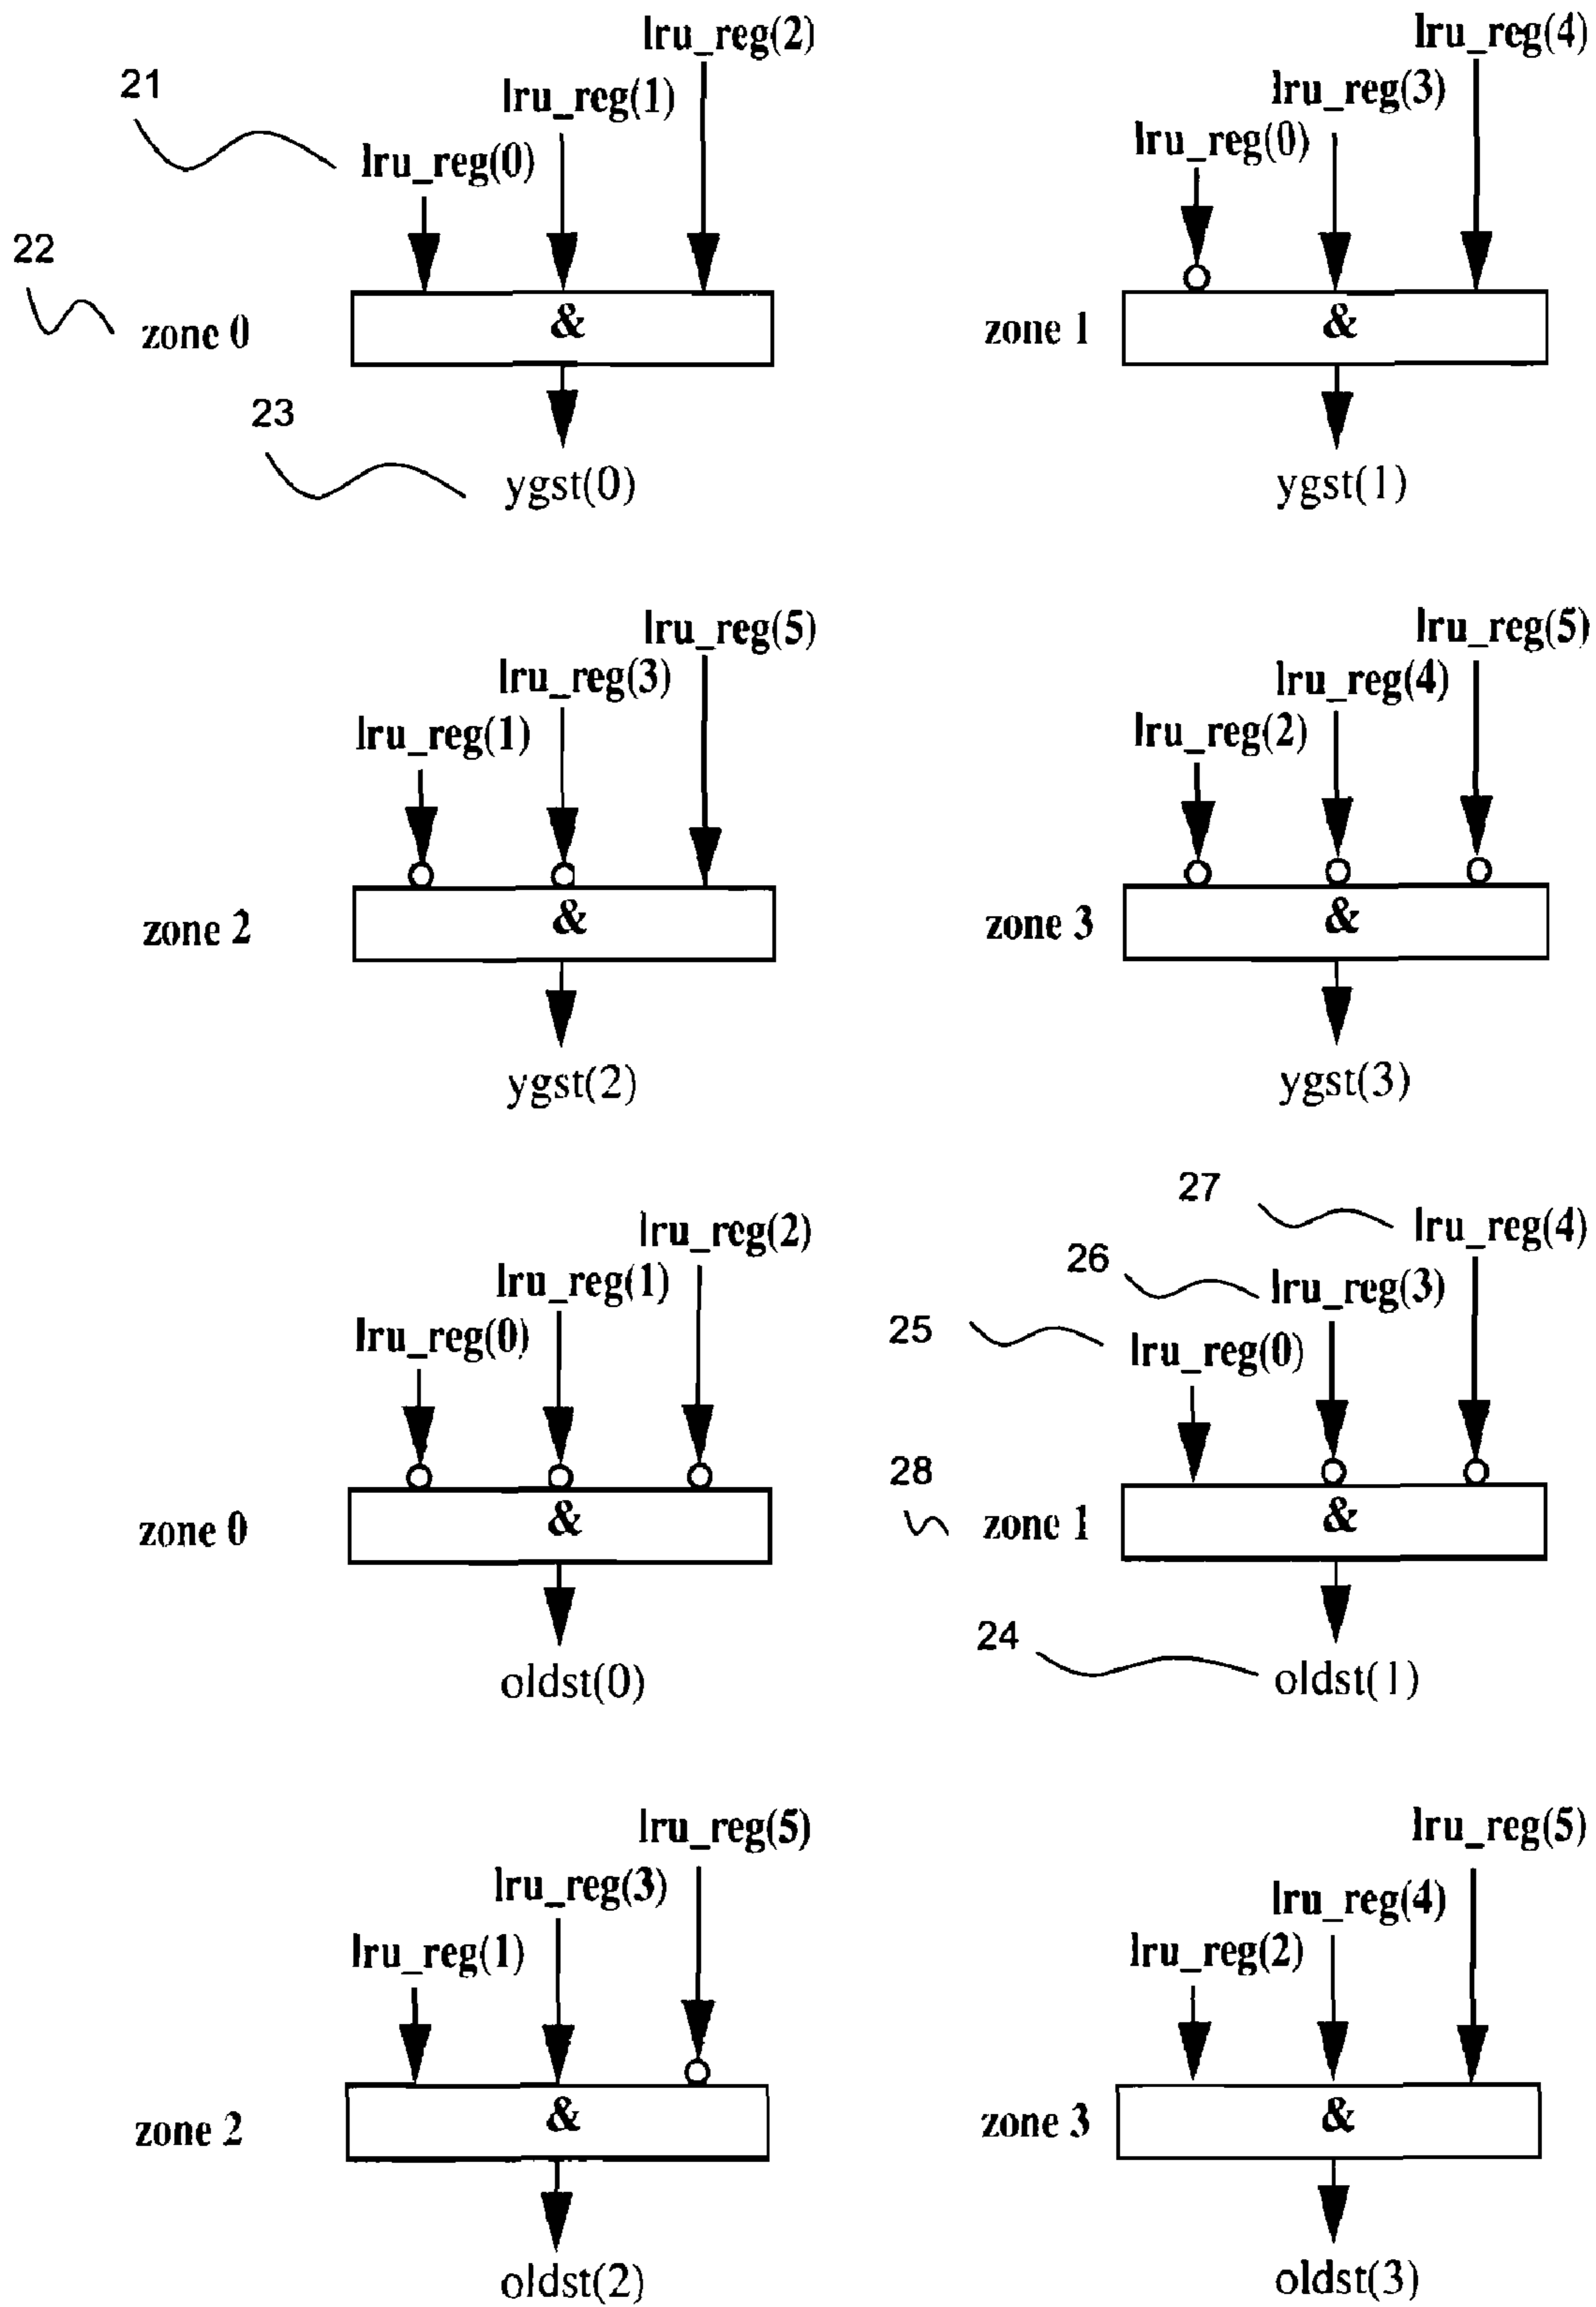 lru_reg(2)
lru_reg(1)
21
lru_reg(0)
22
zone 0
&
23
ygst(0)
lru_reg(4)
lru_reg(3)
lru_reg(0)
zone 1
&
ygst(1)
lru_reg(5)
lru_reg(3)
lru_reg(1)
zone 2
&
ygst(2)
lru_reg(5)
lru_reg(4)
lru_reg(2)
zone 3
&
ygst(3)
lru_reg(2)
lru_reg(1)
lru_reg(0)
zone 0
&
oldst(0)
27
lru_reg(4)
26
lru_reg(3)
25
lru_reg(0)
28
zone 1
&
24
oldst(1)
lru_reg(5)
lru_reg(3)
lru_reg(1)
zone 2
&
oldst(2)
lru_reg(5)
lru_reg(4)
lru_reg(2)
zone 3
&
oldst(3)